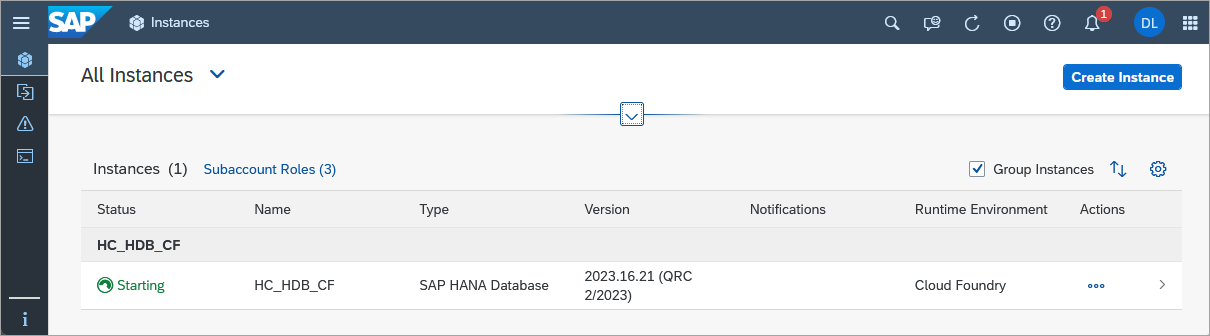 SAP Instances 1 DL
All Instances Create Instance
Instances (1) Subaccount Roles (3) Group Instances
Status Name Type Version Notifications Runtime Environment Actions
HC_HDB_CF
Starting HC_HDB_CF SAP HANA Database 2023.16.21 (QRC Cloud Foundry
2/2023)